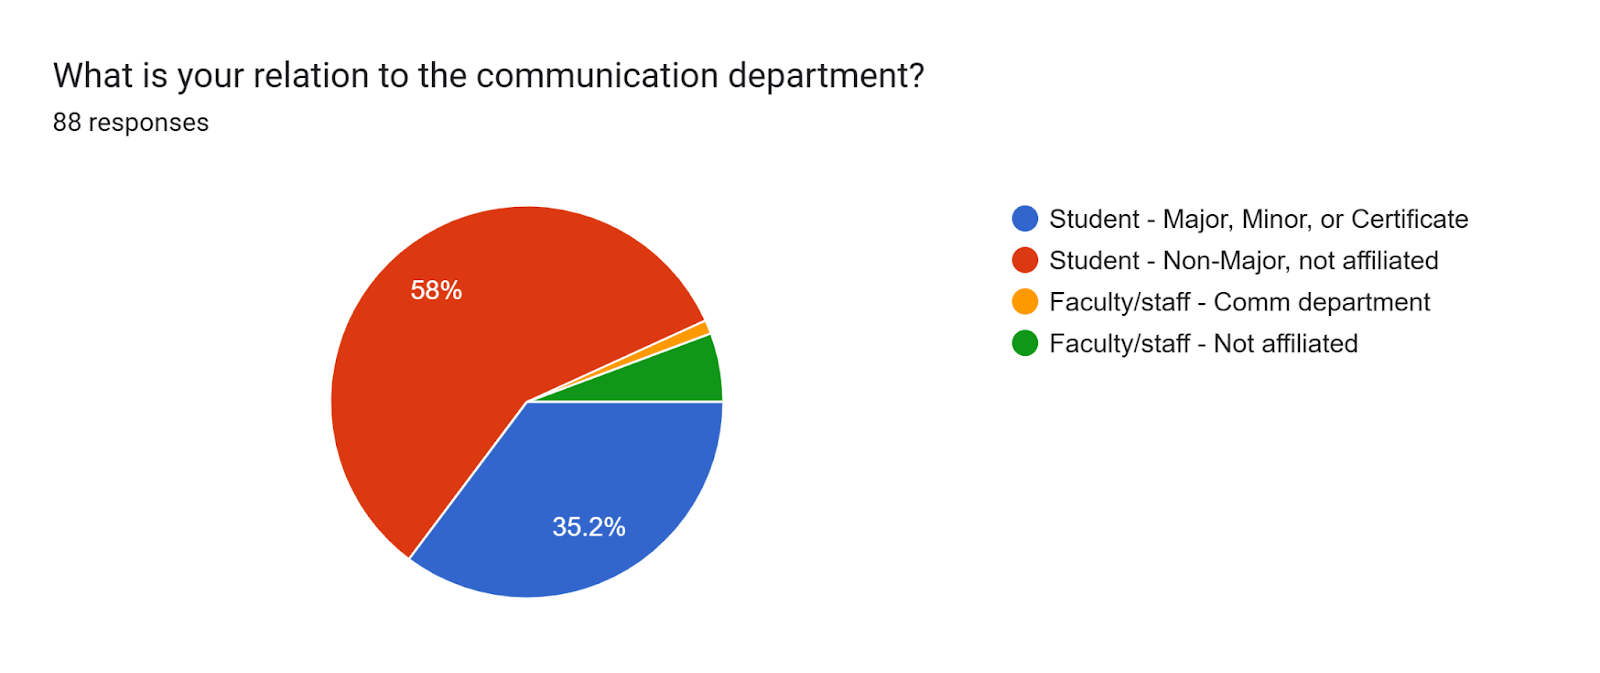 What is your relation to the communication department?
88 responses
58%
35.2%
Student - Major, Minor, or Certificate
Student - Non-Major, not affiliated
Faculty/staff - Comm department
Faculty/staff - Not affiliated